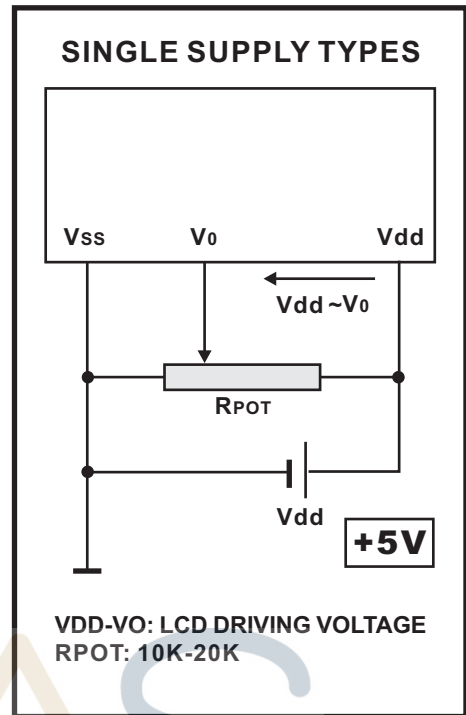 SINGLE SUPPLY TYPES
Vss V0 Vdd
Vdd ~V0
RPOT
Vdd
+5V
VDD-VO: LCD DRIVING VOLTAGE
RPOT: 10K-20K